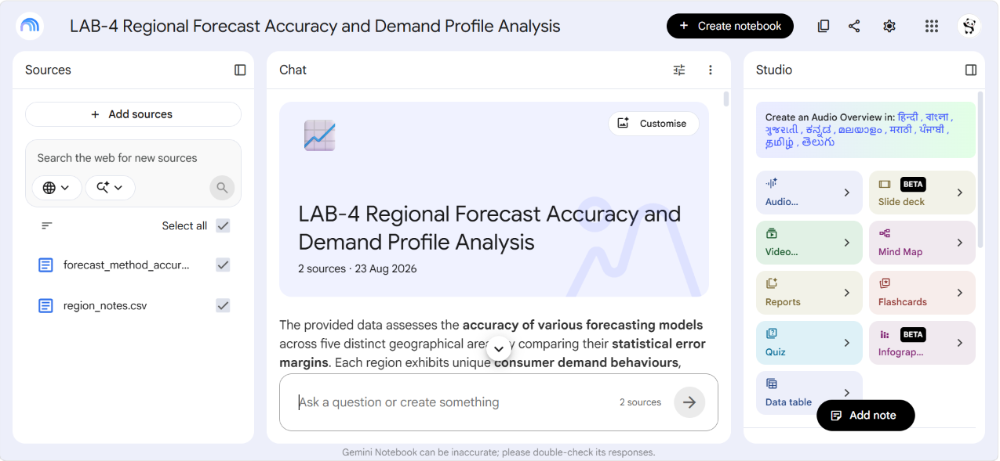 LAB-4 Regional Forecast Accuracy and Demand Profile Analysis
+ Create notebook
Sources
+ Add sources
Search the web for new sources
Select all
forecast_method_accur...
region_notes.csv
Chat
Customise
LAB-4 Regional Forecast Accuracy and
Demand Profile Analysis
2 sources · 23 Aug 2026
The provided data assesses the accuracy of various forecasting models
across five distinct geographical comparing their statistical error
margins. Each region exhibits unique consumer demand behaviours,
Ask a question or create something
2 sources
Gemini Notebook can be inaccurate; please double-check its responses.
Studio
Create an Audio Overview in: हिन्दी , বাংলা ,
ગુજરાતી , ಕನ್ನಡ , മലയാളം , मराठी , ਪੰਜਾਬੀ ,
தமிழ் , తెలుగు
Audio...
BETA
Slide deck
Video...
Mind Map
Reports
Flashcards
Quiz
BETA
Infograp...
Data table
Add note